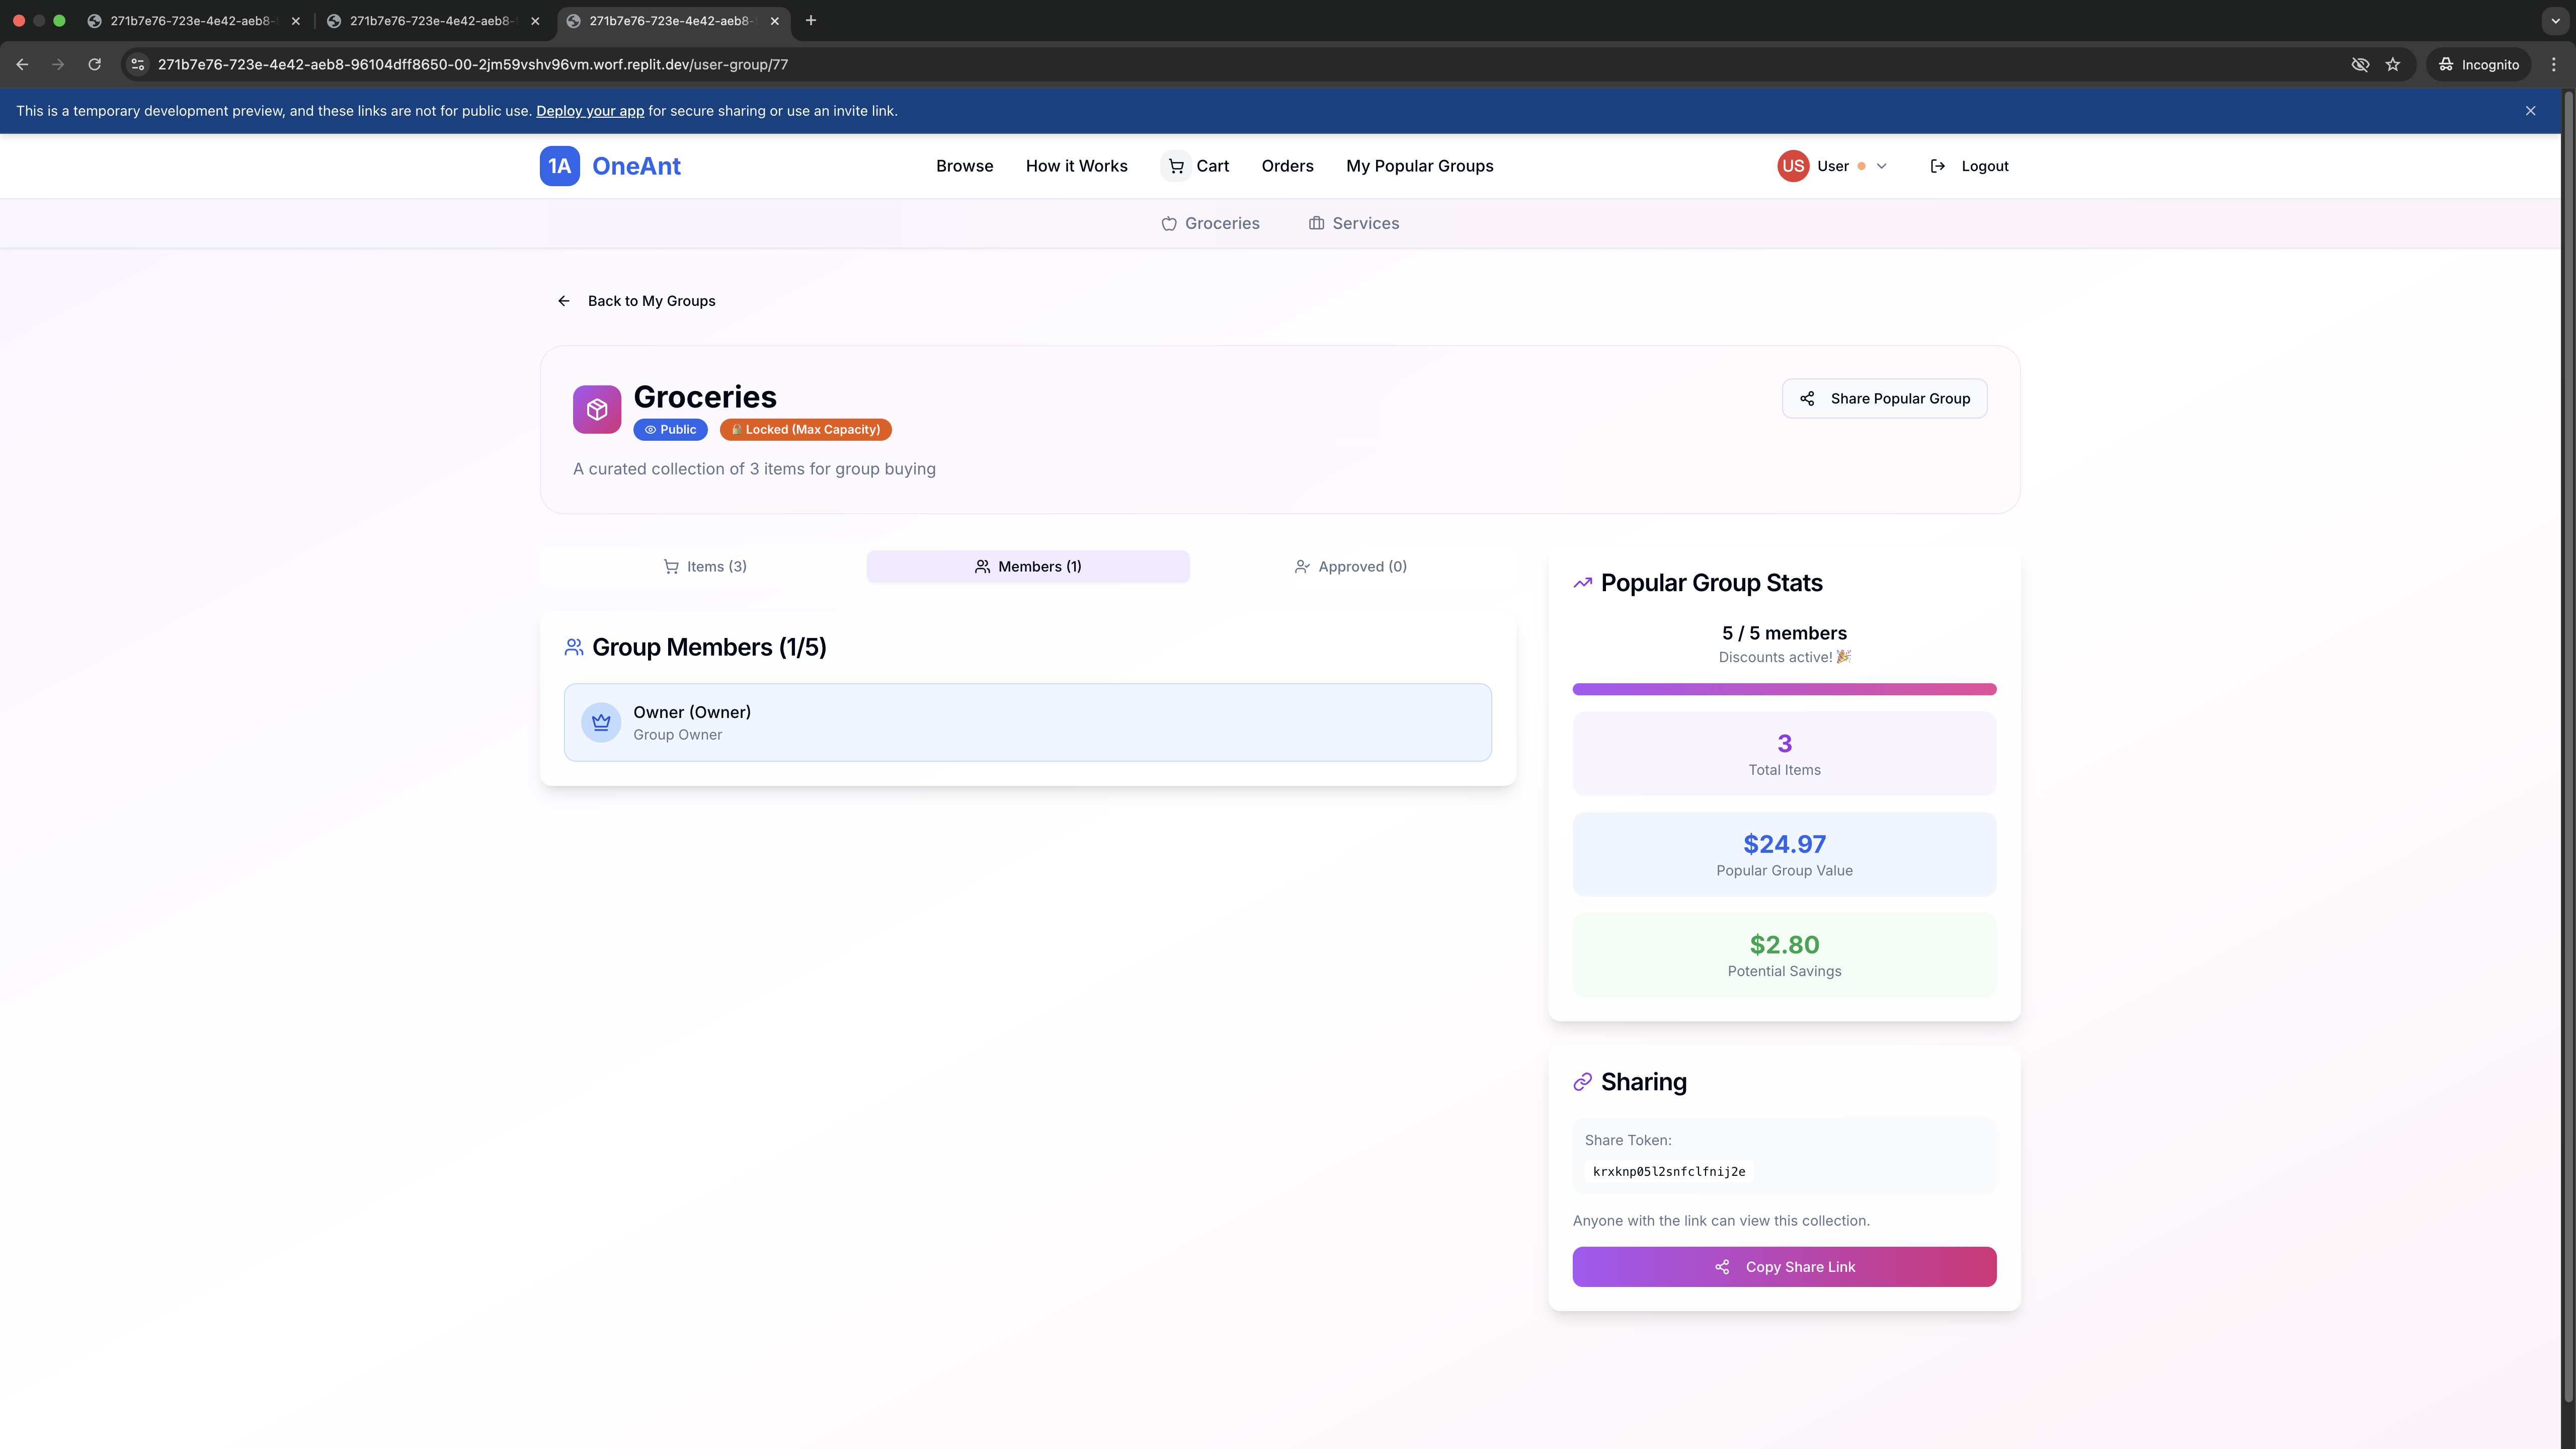 271b7e76-723e-4e42-aeb8-
271b7e76-723e-4e42-aeb8-
271b7e76-723e-4e42-aeb8-
271b7e76-723e-4e42-aeb8-96104dff8650-00-2jm59vshv96vm.worf.replit.dev/user-group/77
Incognito
This is a temporary development preview, and these links are not for public use. Deploy your app for secure sharing or use an invite link.
1A OneAnt
Browse
How it Works
Cart
Orders
My Popular Groups
US User
Logout
Groceries
Services
Back to My Groups
Groceries
Public
Locked (Max Capacity)
A curated collection of 3 items for group buying
Share Popular Group
Items (3)
Members (1)
Approved (0)
Group Members (1/5)
Owner (Owner)
Group Owner
Popular Group Stats
5 / 5 members
Discounts active! 🎉
3
Total Items
$24.97
Popular Group Value
$2.80
Potential Savings
Sharing
Share Token:
krxknp05l2snfclfnij2e
Anyone with the link can view this collection.
Copy Share Link